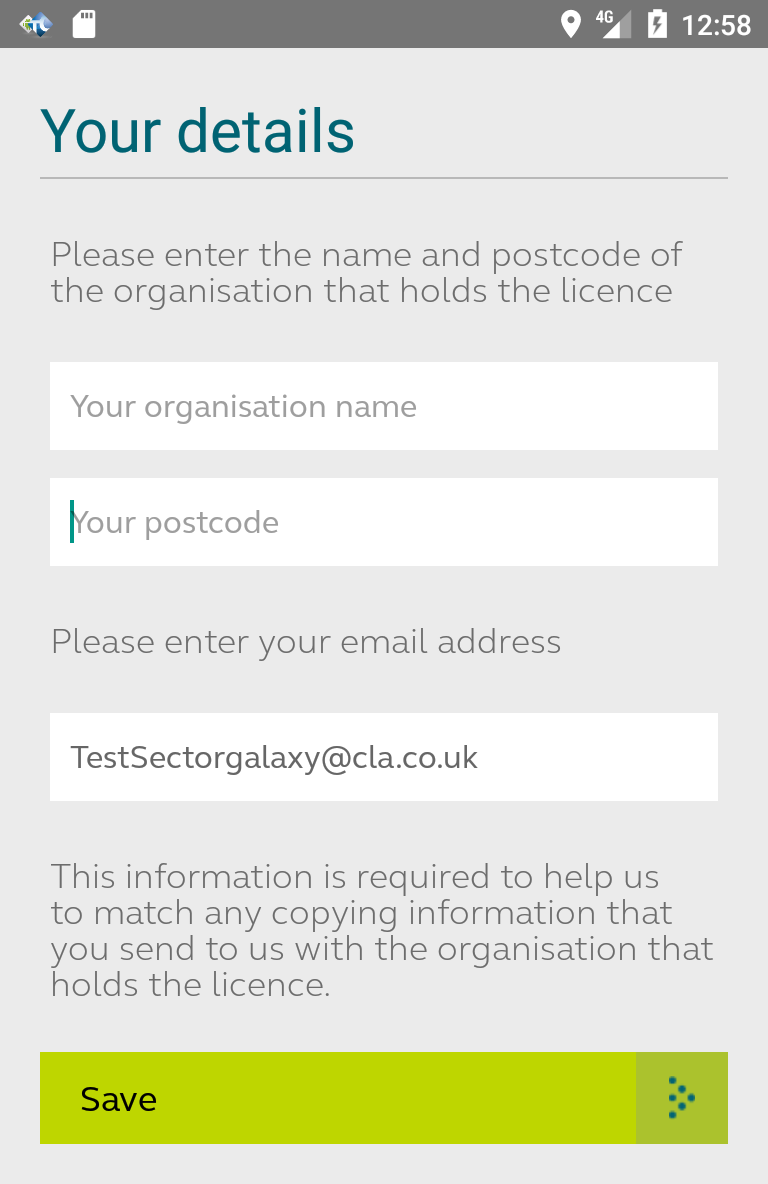 4G 12:58
Your details
Please enter the name and postcode of
the organisation that holds the licence
Your organisation name
Your postcode
Please enter your email address
TestSectorgalaxy@cla.co.uk
This information is required to help us
to match any copying information that
you send to us with the organisation that
holds the licence.
Save